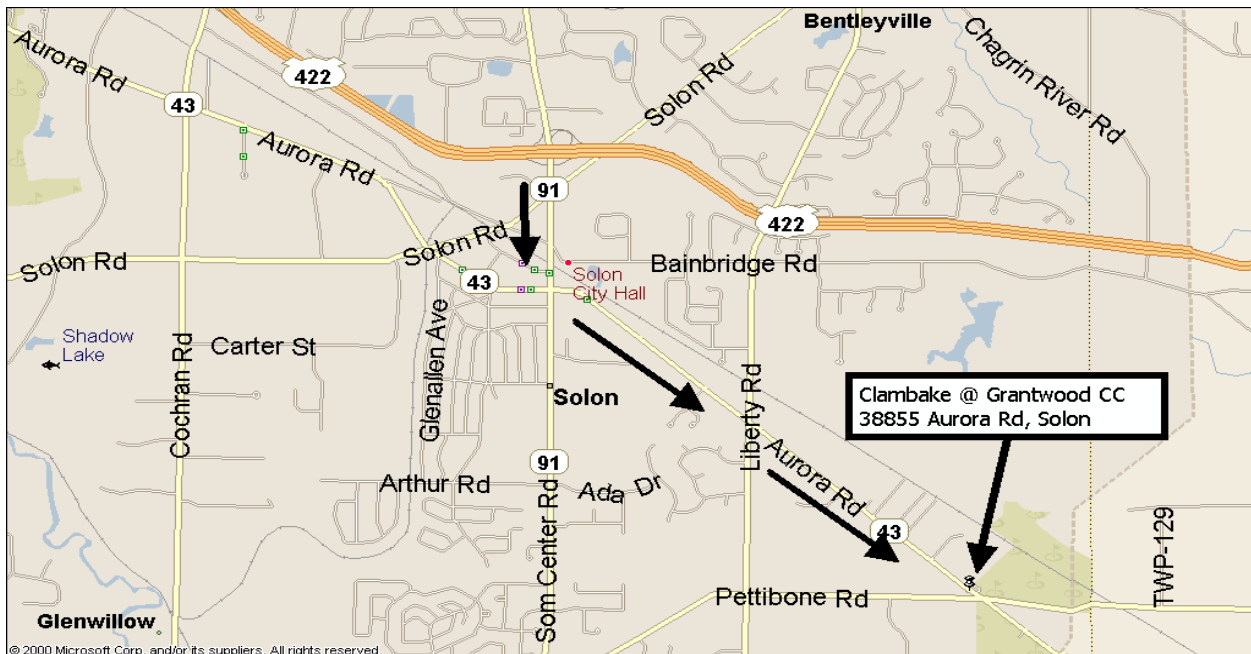 Bentleyville
Aurora Rd
422
Solon Rd
Chagrin River Rd
43
Aurora Rd
91
422
Solon Rd
Solon Rd
Bainbridge Rd
43
Solon
City Hall
Shadow
Lake
Carter St
Glenallen Ave
Cochran Rd
Solon
Liberty Rd
Clambake @ Grantwood CC
38855 Aurora Rd, Solon
91
Arthur Rd
Ada Dr
Aurora Rd
43
Som Center Rd
TWP-129
Pettibone Rd
Glenwillow
© 2000 Microsoft Corp. and/or its suppliers. All rights reserved.